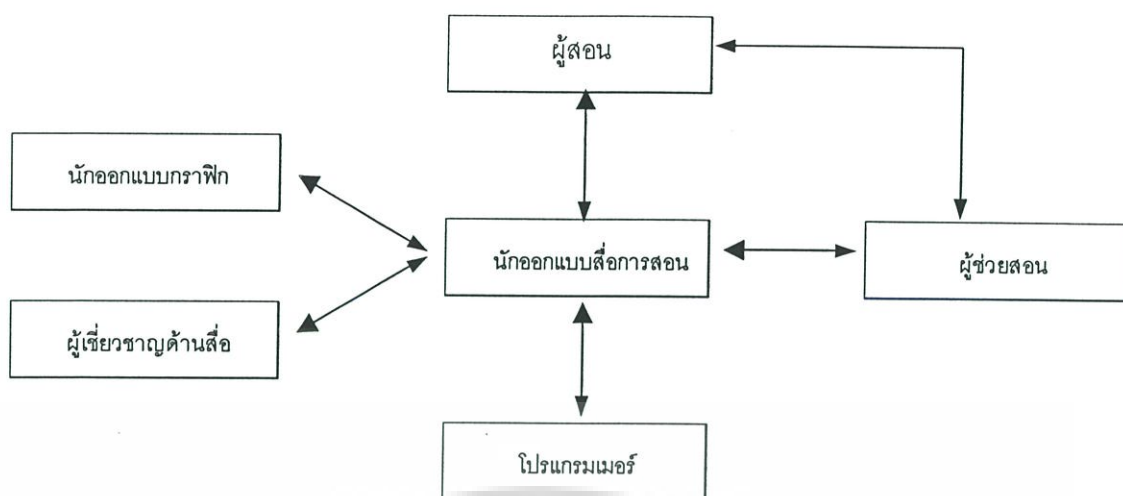 ผู้สอน
นักออกแบบกราฟิก
นักออกแบบสื่อการสอน
ผู้ช่วยสอน
ผู้เชี่ยวชาญด้านสื่อ
โปรแกรมเมอร์